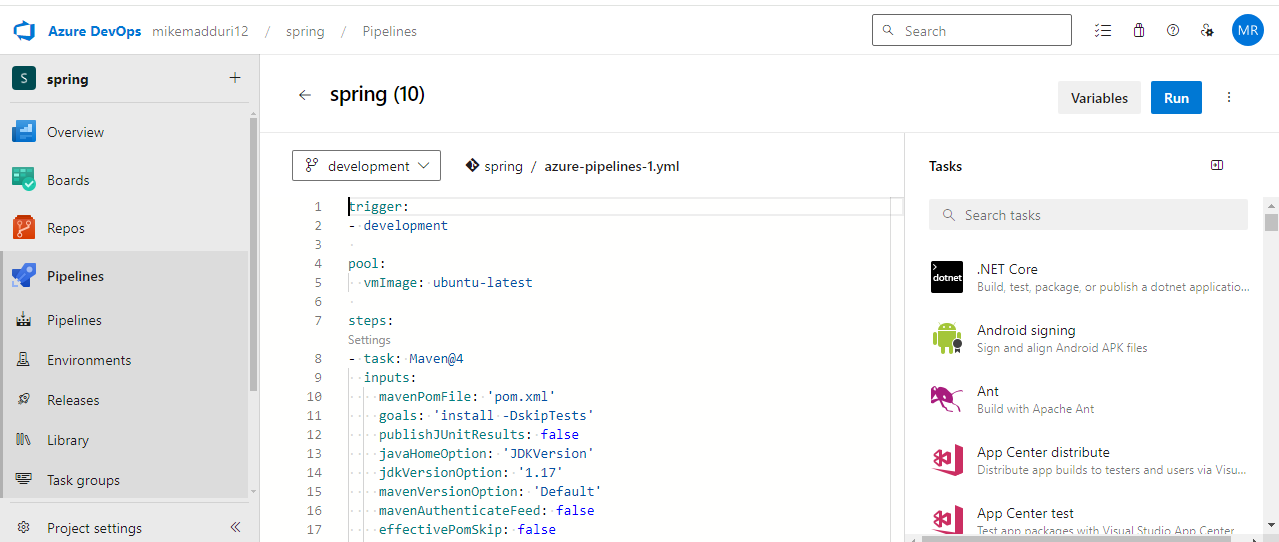 Azure DevOps mikemadduri12 / spring / Pipelines
Search
MR
S spring +
Overview
Boards
Repos
Pipelines
Pipelines
Environments
Releases
Library
Task groups
Project settings
spring (10)
Variables
Run
development
spring / azure-pipelines-1.yml
1 trigger:
2 - development
3
4 pool:
5 vmImage: ubuntu-latest
6
7 steps:
Settings
8 - task: Maven@4
9 inputs:
10 mavenPomFile: 'pom.xml'
11 goals: 'install -DskipTests'
12 publishJUnitResults: false
13 javaHomeOption: 'JDKVersion'
14 jdkVersionOption: '1.17'
15 mavenVersionOption: 'Default'
16 mavenAuthenticateFeed: false
17 effectivePomSkip: false
Tasks
Search tasks
dotnet
.NET Core
Build, test, package, or publish a dotnet applicatio...
Android signing
Sign and align Android APK files
Ant
Build with Apache Ant
App Center distribute
Distribute app builds to testers and users via Visu...
App Center test
Test app packages with Visual Studio App Center